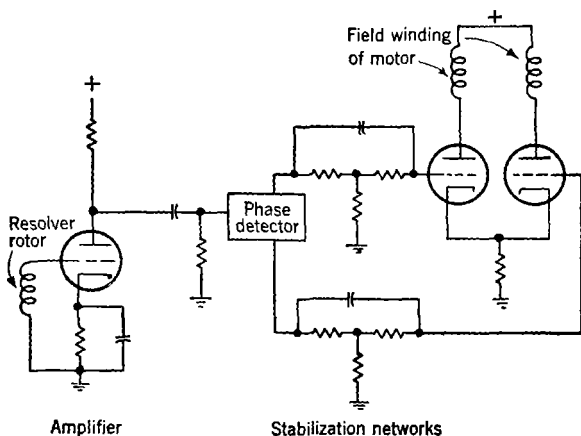 +
Field winding
of motor
+
Resolver
rotor
Phase
detector
Amplifier
Stabilization networks